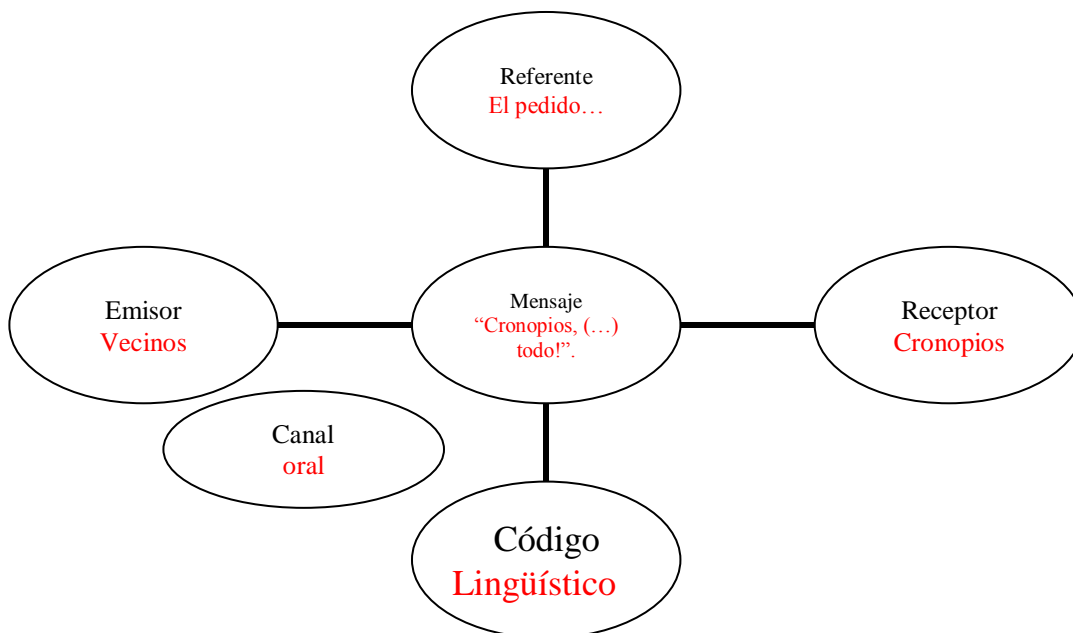 Referente
El pedido…
Emisor
Vecinos
Mensaje
“Cronopios, (…)
todo!”.
Receptor
Cronopios
Canal
oral
Código
Lingüístico